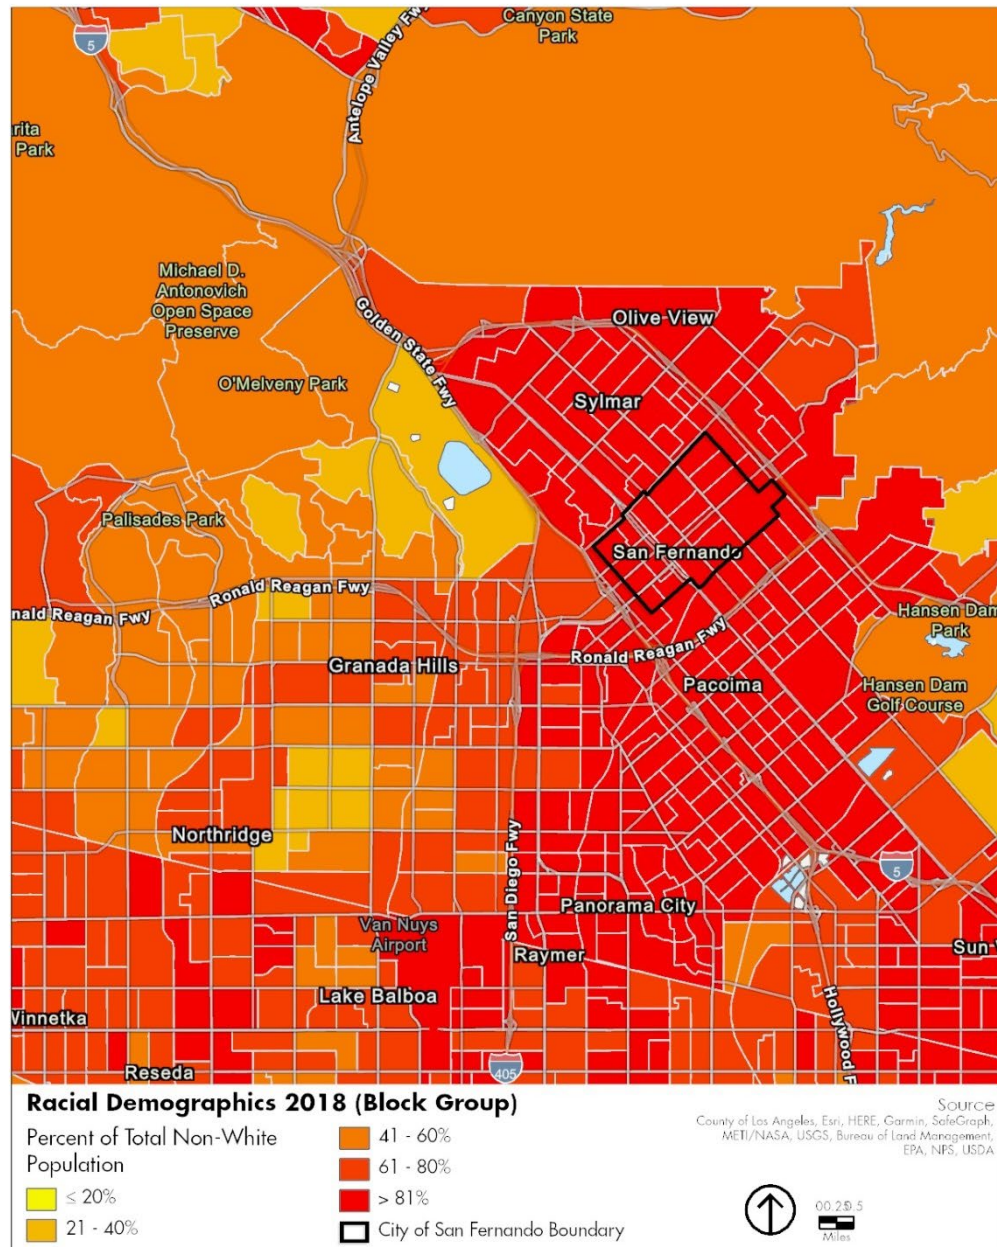 Canyon State
Park
5
Antelope Valley Fwy
rita
Park
Michael D.
Antonovich
Open Space
Preserve
Golden State Fwy
Olive View
O'Melveny Park
Sylmar
Palisades Park
San Fernando
Ronald Reagan Fwy
nald Reagan Fwy
Hansen Dam
Park
Granada Hills
Ronald Reagan Fwy
Pacoima
Hansen Dam
Golf Course
Northridge
San Diego Fwy
5
Panorama City
Van Nuys
Airport
Raymer
Sun
Lake Balboa
Winnetka
Hollywood F
Reseda
405
Racial Demographics 2018 (Block Group)
Percent of Total Non-White
Population
≤ 20%
21 - 40%
41 - 60%
61 - 80%
> 81%
City of San Fernando Boundary
Source
County of Los Angeles, Esri, HERE, Garmin, SafeGraph,
METI/NASA, USGS, Bureau of Land Management,
EPA, NPS, USDA
Miles